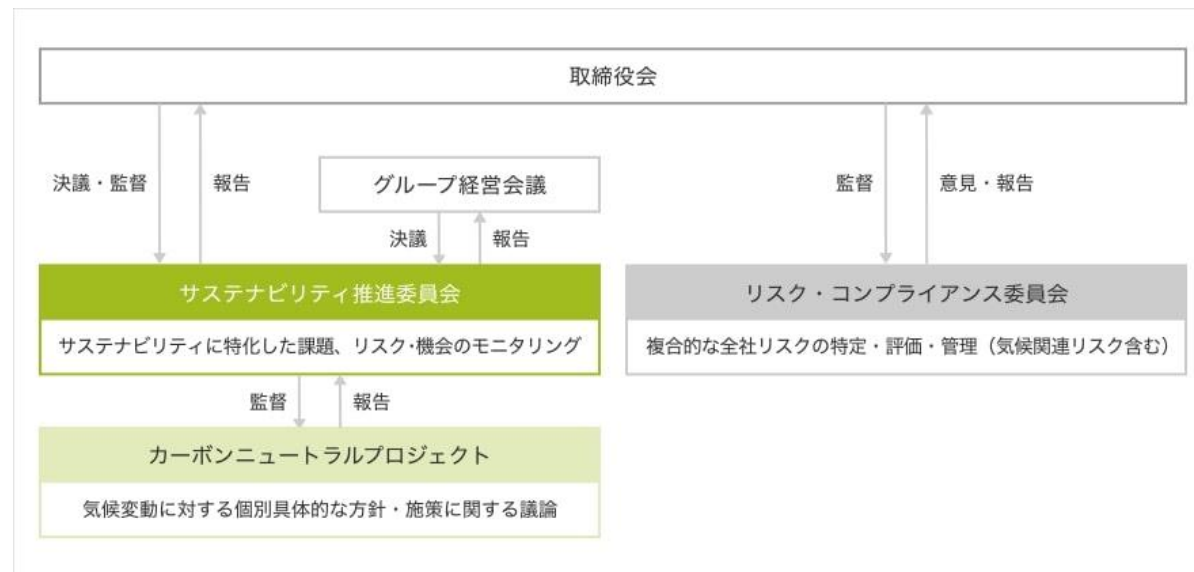 取締役会
決議・監督
報告
グループ経営会議
監督
意見・報告
決議
報告
サステナビリティ推進委員会
サステナビリティに特化した課題、リスク・機会のモニタリング
リスク・コンプライアンス委員会
複合的な全社リスクの特定・評価・管理（気候関連リスク含む）
監督
報告
カーボンニュートラルプロジェクト
気候変動に対する個別具体的な方針・施策に関する議論